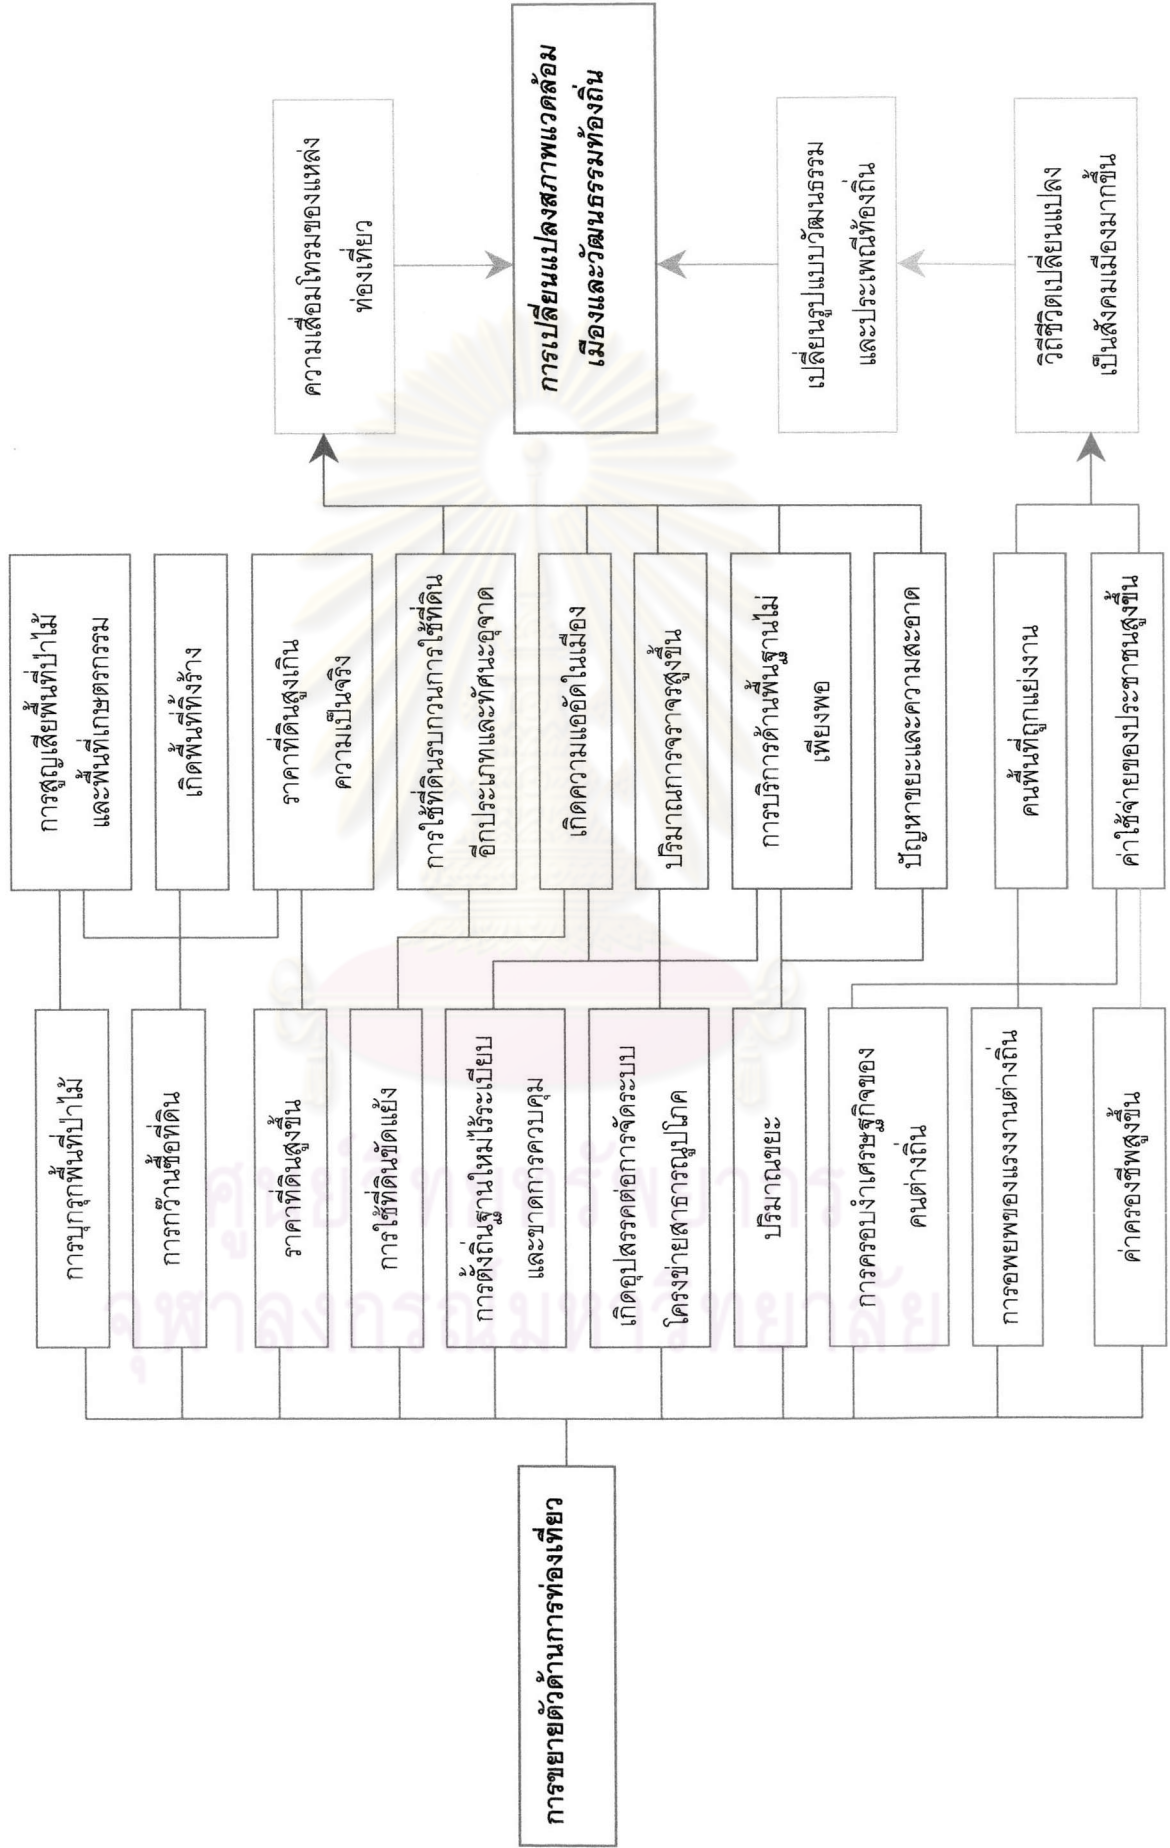 การขยายตัวด้านการท่องเที่ยว
การบุกรุกพื้นที่ป่าไม้
การกว๊านซื้อที่ดิน
ราคาที่ดินสูงขึ้น
การใช้ที่ดินขัดแย้ง
การตั้งถิ่นฐานใหม่ไร้ระเบียบ
และขาดการควบคุม
เกิดอุปสรรคต่อการจัดระบบ
โครงข่ายสาธารณูปโภค
ปริมาณขยะ
การครอบงำเศรษฐกิจของ
คนต่างถิ่น
การอพยพของแรงงานต่างถิ่น
ค่าครองชีพสูงขึ้น
การสูญเสียพื้นที่ป่าไม้
และพื้นที่เกษตรกรรม
เกิดพื้นที่ทิ้งร้าง
ราคาที่ดินสูงเกิน
ความเป็นจริง
การใช้ที่ดินรบกวนการใช้ที่ดิน
อีกประเภทและทัศนะอุจาด
เกิดความแออัดในเมือง
ปริมาณการจราจรสูงขึ้น
การบริการด้านพื้นฐานไม่
เพียงพอ
ปัญหาขยะและความสะอาด
คนพื้นที่ถูกแย่งงาน
ค่าใช้จ่ายของประชาชนสูงขึ้น
ความเสื่อมโทรมของแหล่ง
ท่องเที่ยว
การเปลี่ยนแปลงสภาพแวดล้อม
เมืองและวัฒนธรรมท้องถิ่น
เปลี่ยนรูปแบบวัฒนธรรม
และประเพณีท้องถิ่น
วิถีชีวิตเปลี่ยนแปลง
เป็นสังคมเมืองมากขึ้น
ศูนย์วิทยทรัพยากร
จุฬาลงกรณ์มหาวิทยาลัย